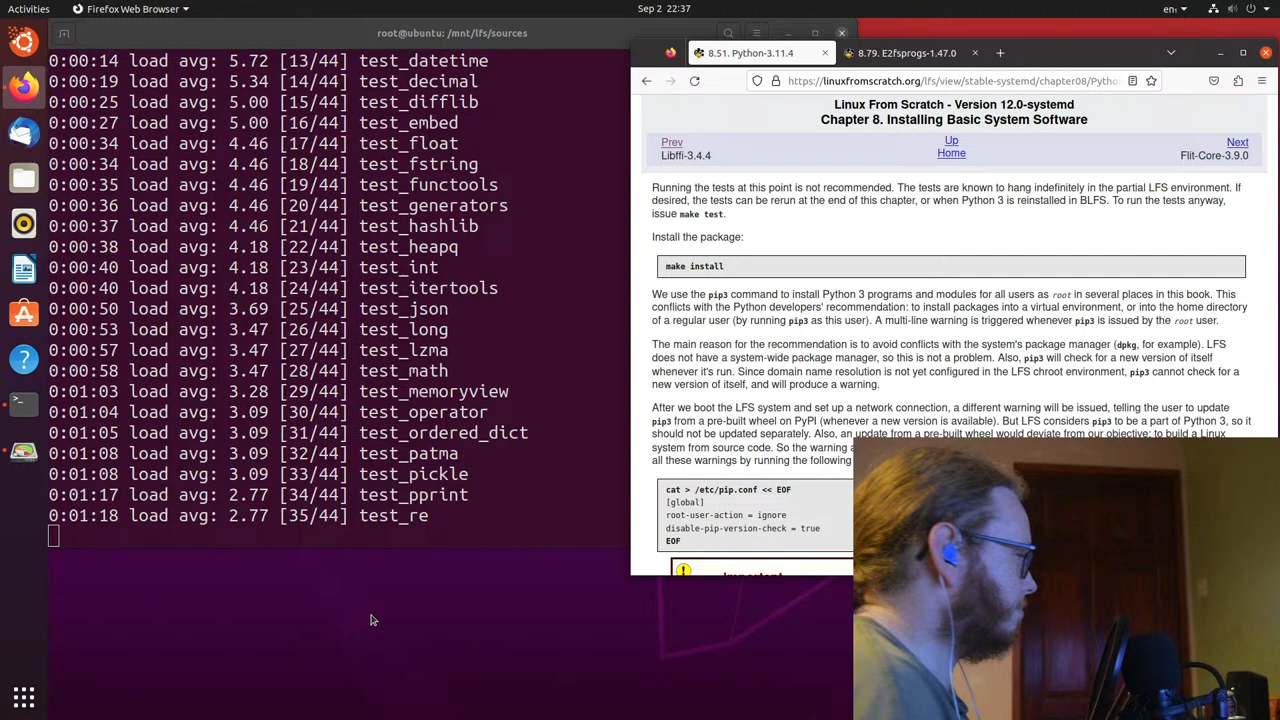 Activities
Firefox Web Browser
Sep 2 22:37
en
root@ubuntu: /mnt/lfs/sources
0:00:14 load avg: 5.72 [13/44] test_datetime
0:00:19 load avg: 5.34 [14/44] test_decimal
0:00:25 load avg: 5.00 [15/44] test_difflib
0:00:27 load avg: 5.00 [16/44] test_embed
0:00:34 load avg: 4.46 [17/44] test_float
0:00:34 load avg: 4.46 [18/44] test_fstring
0:00:35 load avg: 4.46 [19/44] test_functools
0:00:36 load avg: 4.46 [20/44] test_generators
0:00:37 load avg: 4.46 [21/44] test_hashlib
0:00:38 load avg: 4.18 [22/44] test_heapq
0:00:40 load avg: 4.18 [23/44] test_int
0:00:40 load avg: 4.18 [24/44] test_itertools
0:00:50 load avg: 3.69 [25/44] test_json
0:00:53 load avg: 3.47 [26/44] test_long
0:00:57 load avg: 3.47 [27/44] test_lzma
0:00:58 load avg: 3.47 [28/44] test_math
0:01:03 load avg: 3.28 [29/44] test_memoryview
0:01:04 load avg: 3.09 [30/44] test_operator
0:01:05 load avg: 3.09 [31/44] test_ordered_dict
0:01:08 load avg: 3.09 [32/44] test_patma
0:01:08 load avg: 3.09 [33/44] test_pickle
0:01:17 load avg: 2.77 [34/44] test_pprint
0:01:18 load avg: 2.77 [35/44] test_re
8.51. Python-3.11.4
8.79. E2fsprogs-1.47.0
https://linuxfromscratch.org/lfs/view/stable-systemd/chapter08/Pytho
Linux From Scratch - Version 12.0-systemd
Chapter 8. Installing Basic System Software
Prev
Up
Next
Libffi-3.4.4
Home
Flit-Core-3.9.0
Running the tests at this point is not recommended. The tests are known to hang indefinitely in the partial LFS environment. If
desired, the tests can be rerun at the end of this chapter, or when Python 3 is reinstalled in BLFS. To run the tests anyway,
issue make test.
Install the package:
make install
We use the pip3 command to install Python 3 programs and modules for all users as root in several places in this book. This
conflicts with the Python developers' recommendation: to install packages into a virtual environment, or into the home directory
of a regular user (by running pip3 as this user). A multi-line warning is triggered whenever pip3 is issued by the root user.
The main reason for the recommendation is to avoid conflicts with the system's package manager (dpkg, for example). LFS
does not have a system-wide package manager, so this is not a problem. Also, pip3 will check for a new version of itself
whenever it's run. Since domain name resolution is not yet configured in the LFS chroot environment, pip3 cannot check for a
new version of itself, and will produce a warning.
After we boot the LFS system and set up a network connection, a different warning will be issued, telling the user to update
pip3 from a pre-built wheel on PyPI (whenever a new version is available). But LFS considers pip3 to be a part of Python 3, so it
should not be updated separately. Also, an update from a pre-built wheel would deviate from our objective: to build a Linux
system from source code. So the warning a
all these warnings by running the following
cat > /etc/pip.conf << EOF
[global]
root-user-action = ignore
disable-pip-version-check = true
EOF
Important